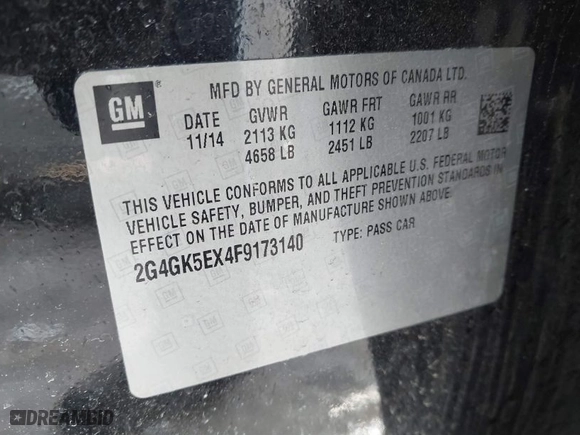 GM
MFD BY GENERAL MOTORS OF CANADA LTD.
DATE GVWR GAWR FRT GAWR RR
11/14 2113 KG 1112 KG 1001 KG
4658 LB 2451 LB 2207 LB
THIS VEHICLE CONFORMS TO ALL APPLICABLE U.S. FEDERAL MOTOR
VEHICLE SAFETY, BUMPER, AND THEFT PREVENTION STANDARDS IN
EFFECT ON THE DATE OF MANUFACTURE SHOWN ABOVE.
2G4GK5EX4F9173140 TYPE: PASS CAR
DREAMBID